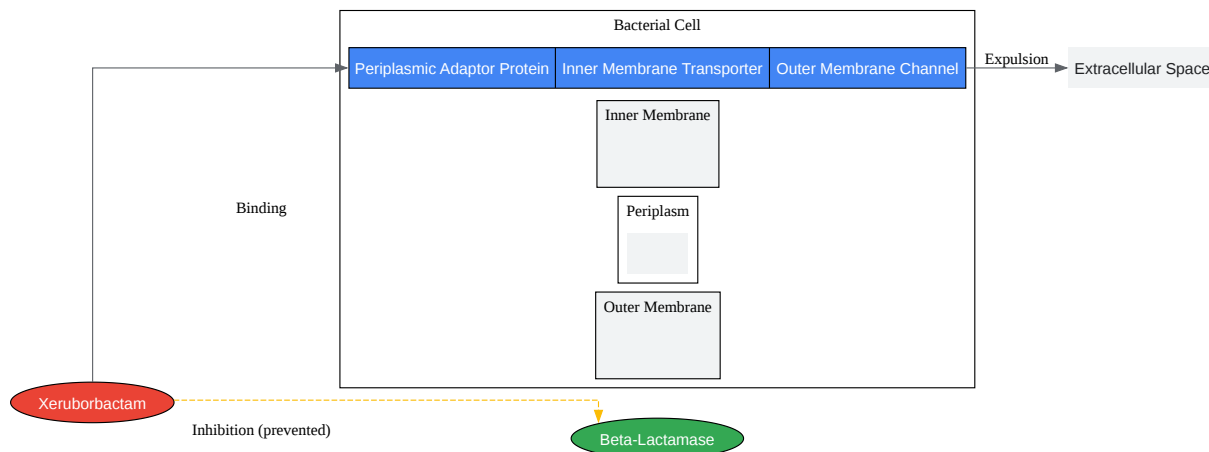 Bacterial Cell
Periplasmic Adaptor Protein
Inner Membrane Transporter
Outer Membrane Channel
Expulsion
Extracellular Space
Inner Membrane
Binding
Periplasm
Outer Membrane
Xeruborbactam
Inhibition (prevented)
Beta-Lactamase